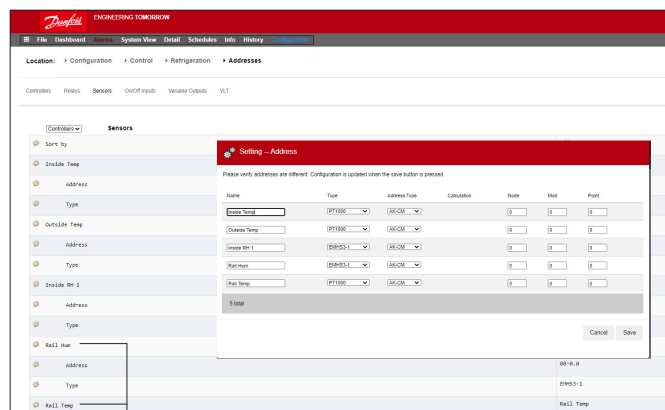 Danfoss
ENGINEERING TOMORROW
File Dashboard Alarms System View Detail Schedules Info History Configuration
Location: Configuration Control Refrigeration Addresses
Controllers Relays Sensors On/Off Inputs Variable Outputs VLT
Controllers Sensors
Sort by
Inside Temp
Address
Type
Outside Temp
Address
Type
Inside RH 1
Address
Type
Rail Hum
Address 00-0.0
Type EMHS3-1
Rail Temp Rail Temp
Setting -- Address
Please verify addresses are different. Configuration is updated when the save button is pressed.
Name Type Address Type Calculation Node Mod Point
Inside Temp PT1000 AK-CM 0 0 0
Outside Temp PT1000 AK-CM 0 0 0
Inside RH 1 EMHS3-1 AK-CM 0 0 0
Rail Hum EMHS3-1 AK-CM 0 0 0
Rail Temp PT1000 AK-CM 0 0 0
5 total
Cancel Save